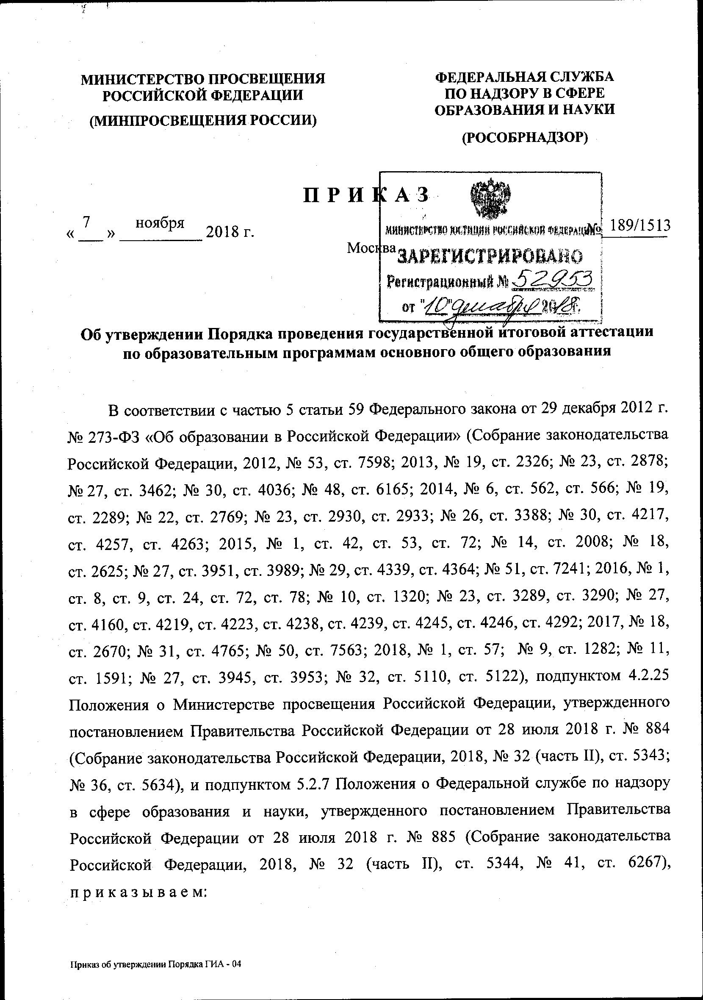 МИНИСТЕРСТВО ПРОСВЕЩЕНИЯ
РОССИЙСКОЙ ФЕДЕРАЦИИ
(МИНПРОСВЕЩЕНИЯ РОССИИ)
ФЕДЕРАЛЬНАЯ СЛУЖБА
ПО НАДЗОРУ В СФЕРЕ
ОБРАЗОВАНИЯ И НАУКИ
(РОСОБРНАДЗОР)
П Р И К А З
« 7 » ноября 2018 г.
№ 189/1513
Москва
МИНИСТЕРСТВО ЮСТИЦИИ РОССИЙСКОЙ ФЕДЕРАЦИИ
ЗАРЕГИСТРИРОВАНО
Регистрационный № 52953
от "10" декабря 2018г.
Об утверждении Порядка проведения государственной итоговой аттестации
по образовательным программам основного общего образования
В соответствии с частью 5 статьи 59 Федерального закона от 29 декабря 2012 г.
№ 273-ФЗ «Об образовании в Российской Федерации» (Собрание законодательства
Российской Федерации, 2012, № 53, ст. 7598; 2013, № 19, ст. 2326; № 23, ст. 2878;
№ 27, ст. 3462; № 30, ст. 4036; № 48, ст. 6165; 2014, № 6, ст. 562, ст. 566; № 19,
ст. 2289; № 22, ст. 2769; № 23, ст. 2930, ст. 2933; № 26, ст. 3388; № 30, ст. 4217,
ст. 4257, ст. 4263; 2015, № 1, ст. 42, ст. 53, ст. 72; № 14, ст. 2008; № 18,
ст. 2625; № 27, ст. 3951, ст. 3989; № 29, ст. 4339, ст. 4364; № 51, ст. 7241; 2016, № 1,
ст. 8, ст. 9, ст. 24, ст. 72, ст. 78; № 10, ст. 1320; № 23, ст. 3289, ст. 3290; № 27,
ст. 4160, ст. 4219, ст. 4223, ст. 4238, ст. 4239, ст. 4245, ст. 4246, ст. 4292; 2017, № 18,
ст. 2670; № 31, ст. 4765; № 50, ст. 7563; 2018, № 1, ст. 57; № 9, ст. 1282; № 11,
ст. 1591; № 27, ст. 3945, ст. 3953; № 32, ст. 5110, ст. 5122), подпунктом 4.2.25
Положения о Министерстве просвещения Российской Федерации, утвержденного
постановлением Правительства Российской Федерации от 28 июля 2018 г. № 884
(Собрание законодательства Российской Федерации, 2018, № 32 (часть II), ст. 5343;
№ 36, ст. 5634), и подпунктом 5.2.7 Положения о Федеральной службе по надзору
в сфере образования и науки, утвержденного постановлением Правительства
Российской Федерации от 28 июля 2018 г. № 885 (Собрание законодательства
Российской Федерации, 2018, № 32 (часть II), ст. 5344, № 41, ст. 6267),
п р и к а з ы в а е м:
Приказ об утверждении Порядка ГИА - 04